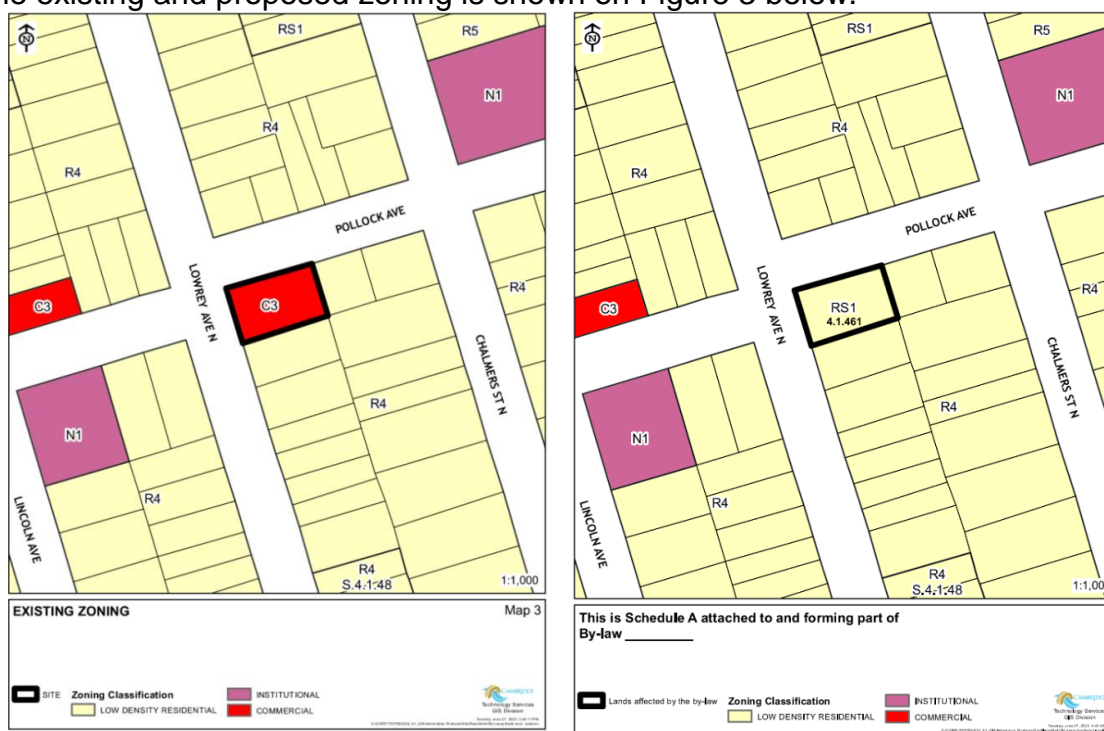 e existing and proposed zoning is shown on Figure 3 below.
N
RS1
R5
N1
R4
R4
POLLOCK AVE
LOWREY AVE N
C3
C3
R4
CHALMERS ST N
R4
N1
R4
LINCOLN AVE
R4
S.4.1.48
1:1,000
EXISTING ZONING
Map 3
SITE
Zoning Classification
LOW DENSITY RESIDENTIAL
INSTITUTIONAL
COMMERCIAL
CAMBRIDGE
Technology Services
GIS Division
N
RS1
R5
N1
R4
R4
POLLOCK AVE
LOWREY AVE N
C3
RS1
4.1.461
R4
CHALMERS ST N
R4
N1
R4
LINCOLN AVE
R4
S.4.1.48
1:1,00
This is Schedule A attached to and forming part of
By-law ________
Lands affected by the by-law
Zoning Classification
LOW DENSITY RESIDENTIAL
INSTITUTIONAL
COMMERCIAL
CAMBRIDGE
Technology Services
GIS Division